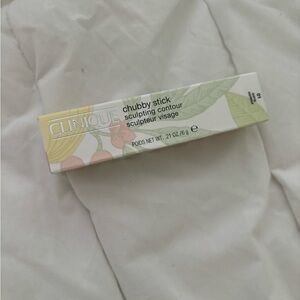 CLINIQUE
chubby stick
sculpting contour
sculpteur visage
POIDS NET WT. .21 OZ./6 g ℮